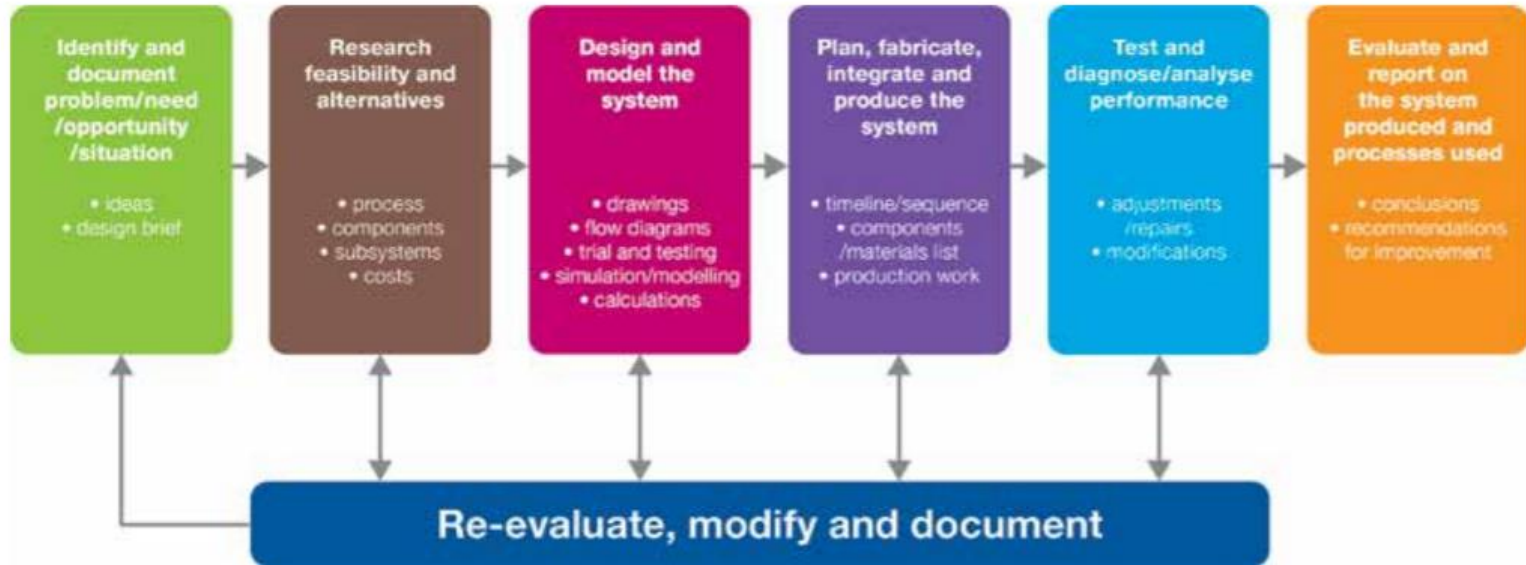 Identify and
document
problem/need
/opportunity
/situation
• ideas
• design brief
Research
feasibility and
alternatives
• process
• components
• subsystems
• costs
Design and
model the
system
• drawings
• flow diagrams
• trial and testing
• simulation/modelling
• calculations
Plan, fabricate,
integrate and
produce the
system
• timeline/sequence
• components
/materials list
• production work
Test and
diagnose/analyse
performance
• adjustments
/repairs
• modifications
Evaluate and
report on
the system
produced and
processes used
• conclusions
• recommendations
for improvement
Re-evaluate, modify and document